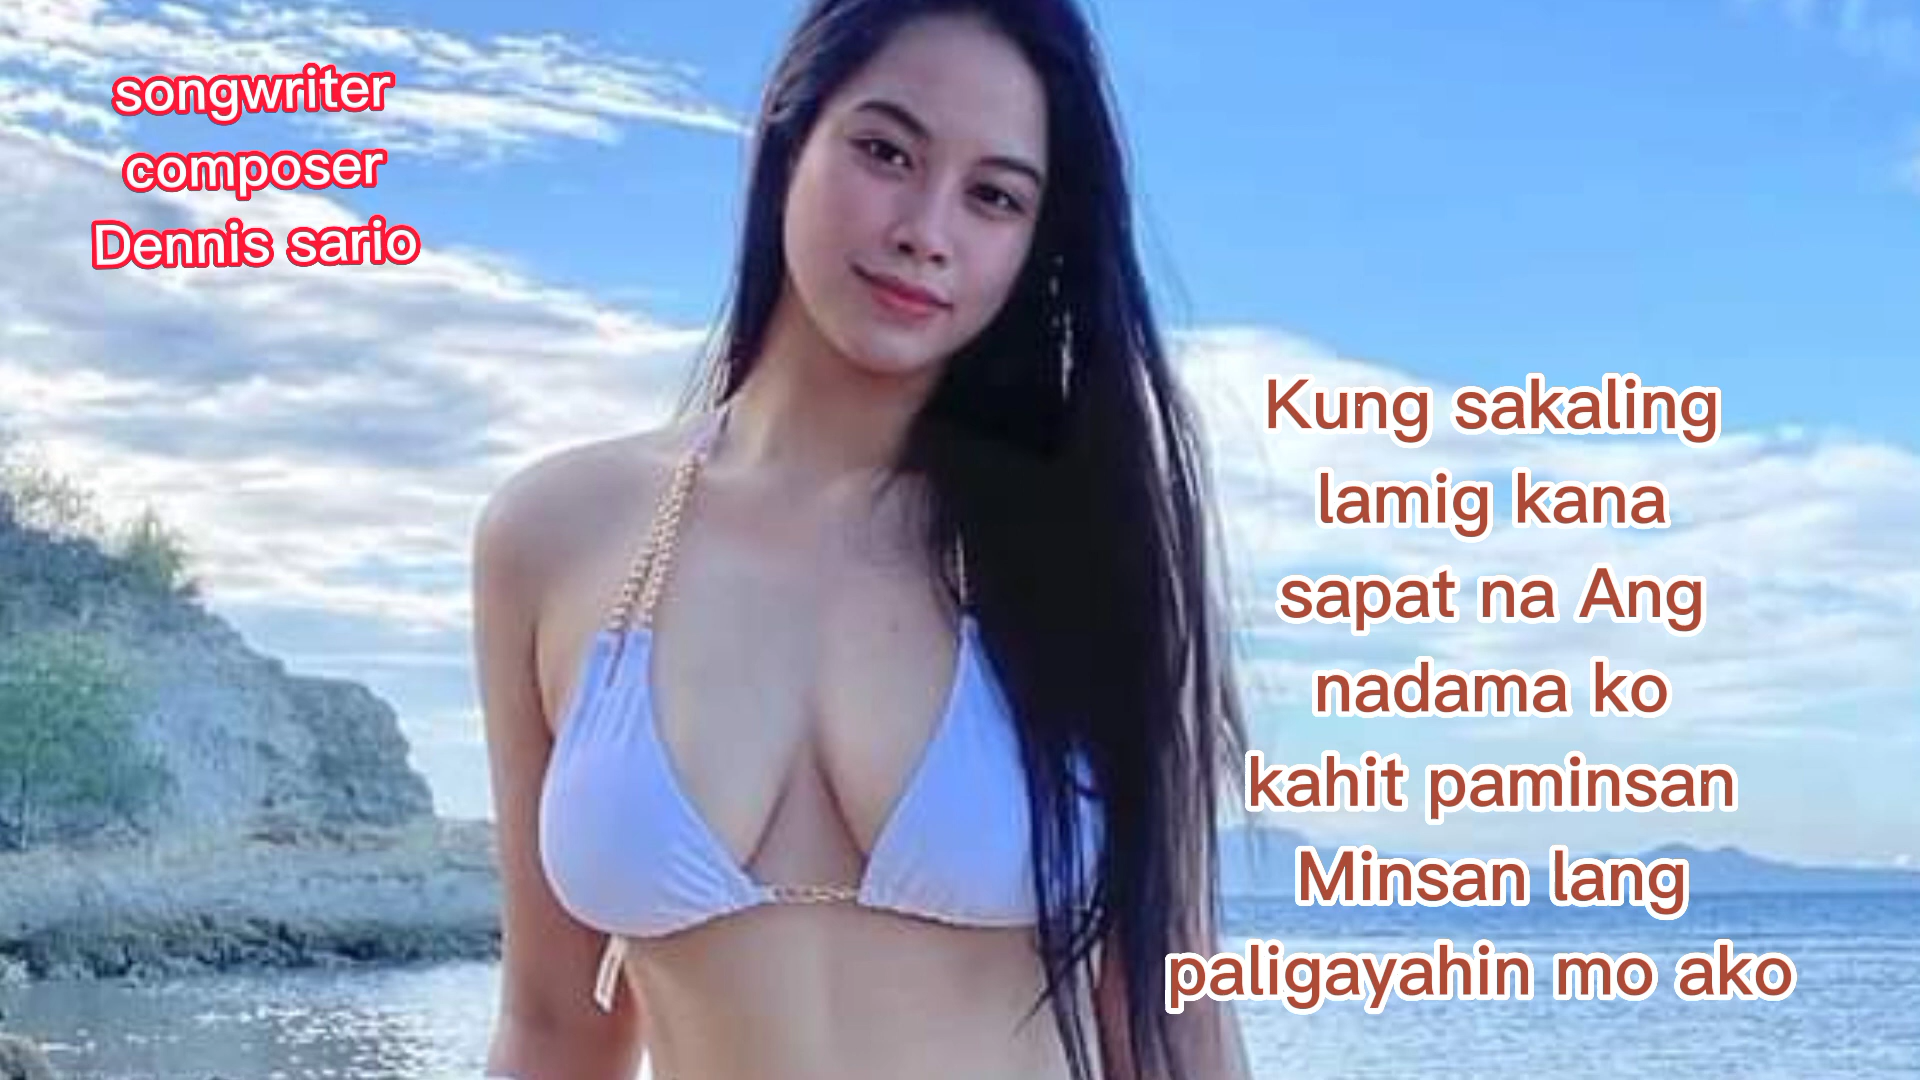 songwriter
composer
Dennis sario
Kung sakaling
lamig kana
sapat na Ang
nadama ko
kahit paminsan
Minsan lang
paligayahin mo ako